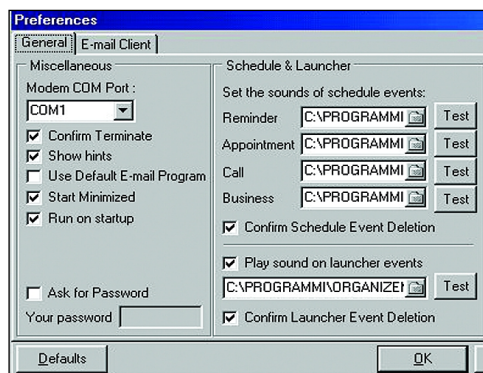 Preferences
General
E-mail Client
Miscellaneous
Modem COM Port :
COM1
Confirm Terminate
Show hints
Use Default E-mail Program
Start Minimized
Run on startup
Ask for Password
Your password
Schedule & Launcher
Set the sounds of schedule events:
Reminder C:\PROGRAMMI Test
Appointment C:\PROGRAMMI Test
Call C:\PROGRAMMI Test
Business C:\PROGRAMMI Test
Confirm Schedule Event Deletion
Play sound on launcher events
C:\PROGRAMMI\ORGANIZE Test
Confirm Launcher Event Deletion
Defaults
OK